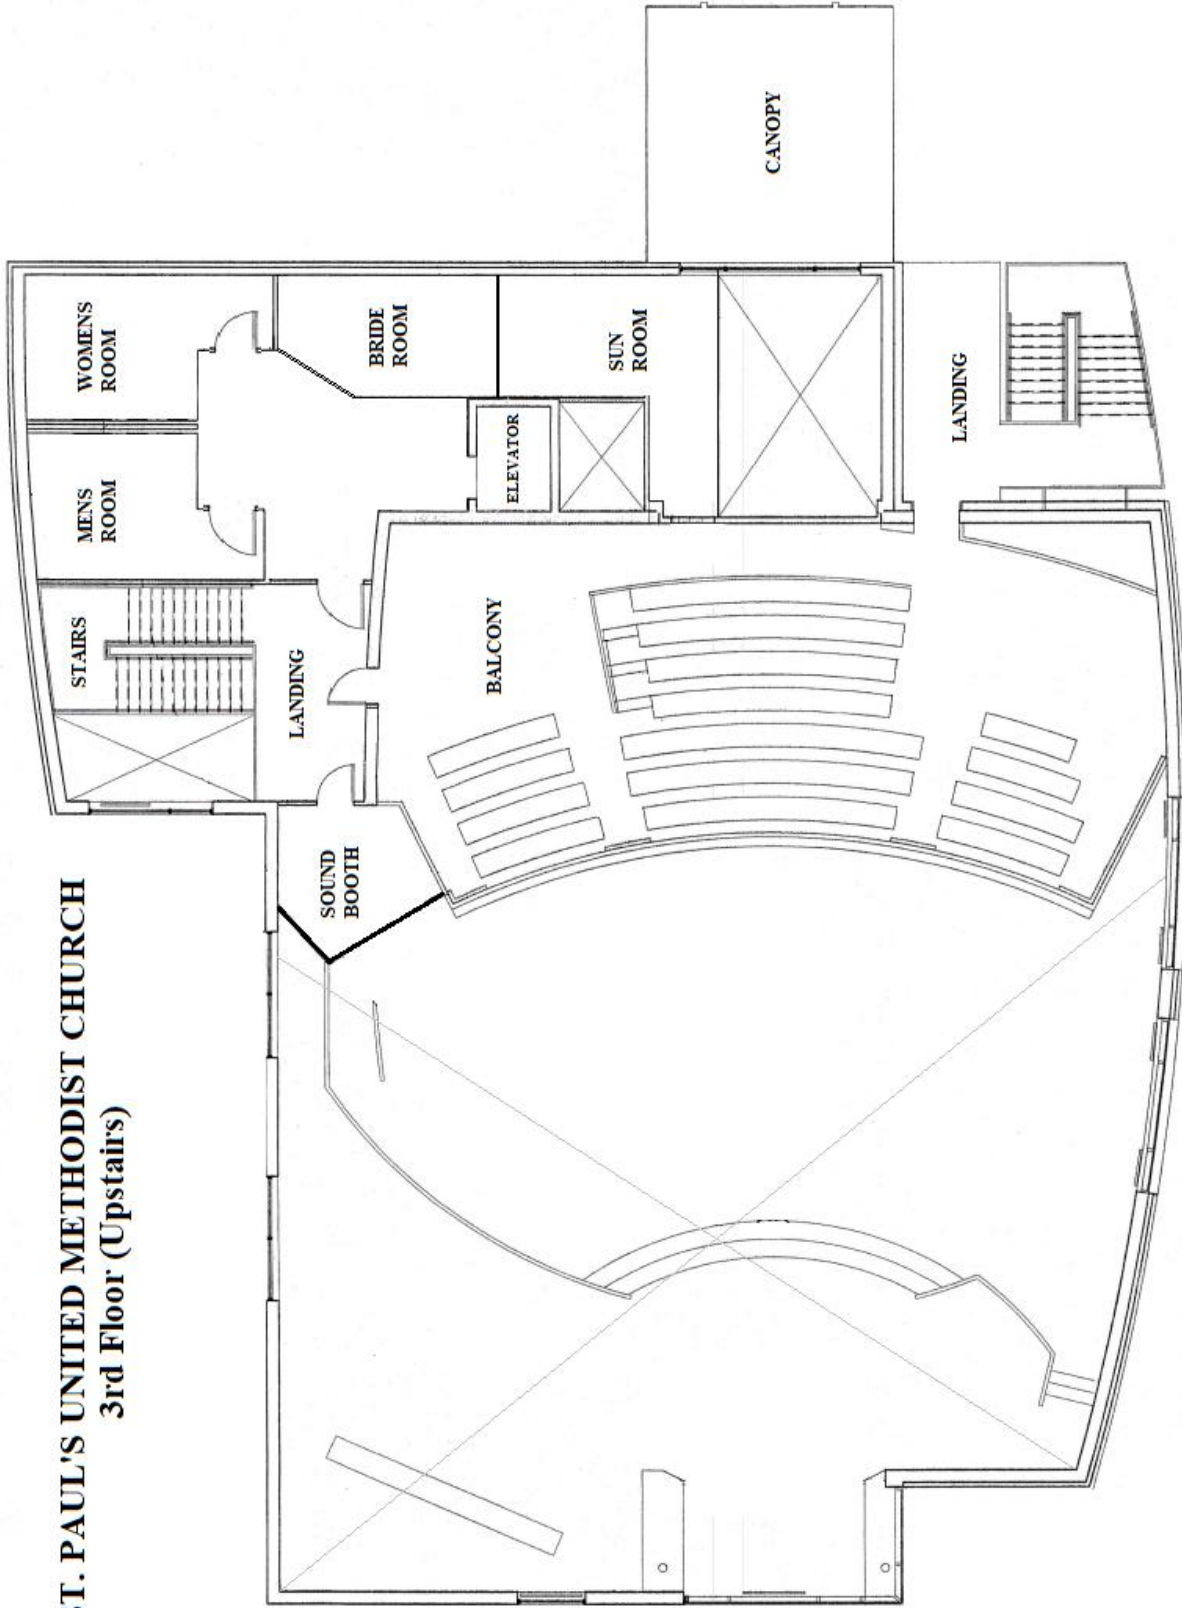 ST. PAUL'S UNITED METHODIST CHURCH
3rd Floor (Upstairs)
STAIRS
MENS
ROOM
WOMENS
ROOM
LANDING
SOUND
BOOTH
BRIDE
ROOM
BALCONY
ELEVATOR
SUN
ROOM
CANOPY
LANDING